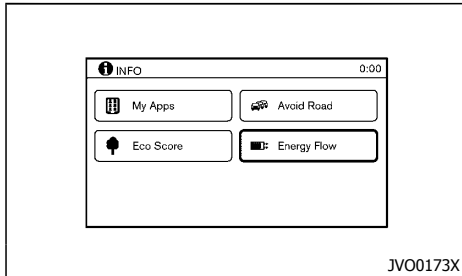 INFO 0:00
My Apps Avoid Road
Eco Score Energy Flow
JVO0173X